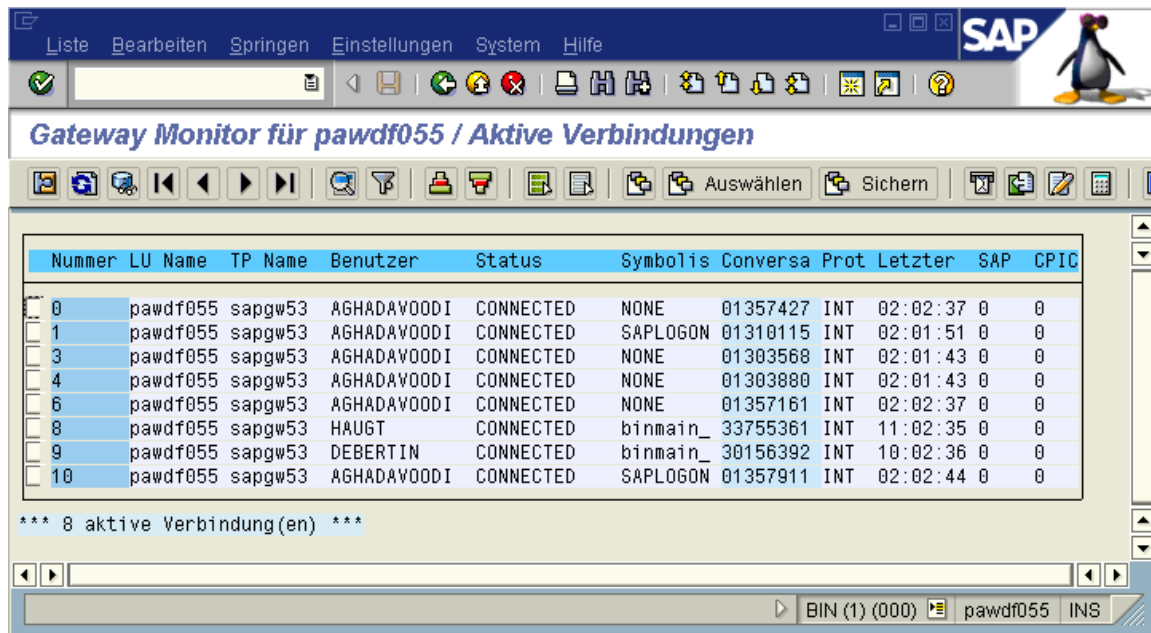 SAP
Liste Bearbeiten Springen Einstellungen System Hilfe
Gateway Monitor für pawdf055 / Aktive Verbindungen
Auswählen Sichern
Nummer LU Name TP Name Benutzer Status Symbolis Conversa Prot Letzter SAP CPIC
0 pawdf055 sapgw53 AGHADAVOODI CONNECTED NONE 01357427 INT 02:02:37 0 0
1 pawdf055 sapgw53 AGHADAVOODI CONNECTED SAPLOGON 01310115 INT 02:01:51 0 0
3 pawdf055 sapgw53 AGHADAVOODI CONNECTED NONE 01303568 INT 02:01:43 0 0
4 pawdf055 sapgw53 AGHADAVOODI CONNECTED NONE 01303880 INT 02:01:43 0 0
6 pawdf055 sapgw53 AGHADAVOODI CONNECTED NONE 01357161 INT 02:02:37 0 0
8 pawdf055 sapgw53 HAUGT CONNECTED binmain_ 33755361 INT 11:02:35 0 0
9 pawdf055 sapgw53 DEBERTIN CONNECTED binmain_ 30156392 INT 10:02:36 0 0
10 pawdf055 sapgw53 AGHADAVOODI CONNECTED SAPLOGON 01357911 INT 02:02:44 0 0
*** 8 aktive Verbindung(en) ***
BIN (1) (000) pawdf055 INS